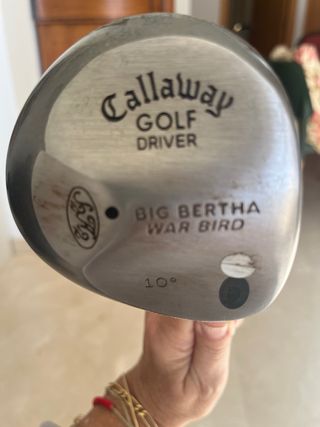 Callaway
GOLF
DRIVER
BIG BERTHA
WAR BIRD
10°